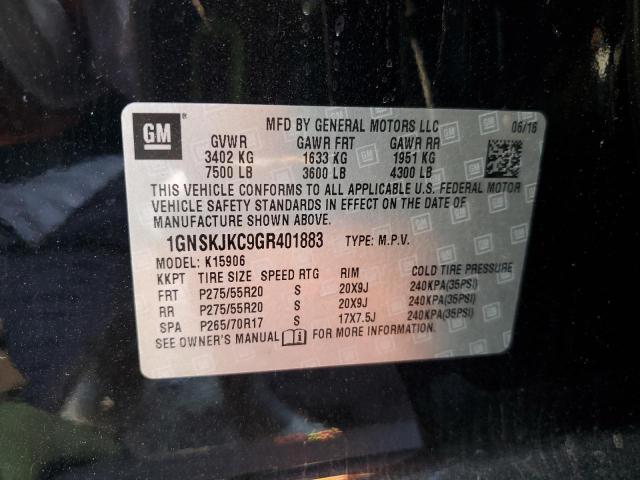 GM ®
MFD BY GENERAL MOTORS LLC 06/16
GVWR GAWR FRT GAWR RR
3402 KG 1633 KG 1951 KG
7500 LB 3600 LB 4300 LB
THIS VEHICLE CONFORMS TO ALL APPLICABLE U.S. FEDERAL MOTOR
VEHICLE SAFETY STANDARDS IN EFFECT ON THE DATE OF
MANUFACTURE SHOWN ABOVE.
1GNSKJKC9GR401883 TYPE: M.P.V.
MODEL: K15906
KKPT TIRE SIZE SPEED RTG RIM COLD TIRE PRESSURE
FRT P275/55R20 S 20X9J 240KPA(35PSI)
RR P275/55R20 S 20X9J 240KPA(35PSI)
SPA P265/70R17 S 17X7.5J 240KPA(35PSI)
SEE OWNER'S MANUAL FOR MORE INFORMATION